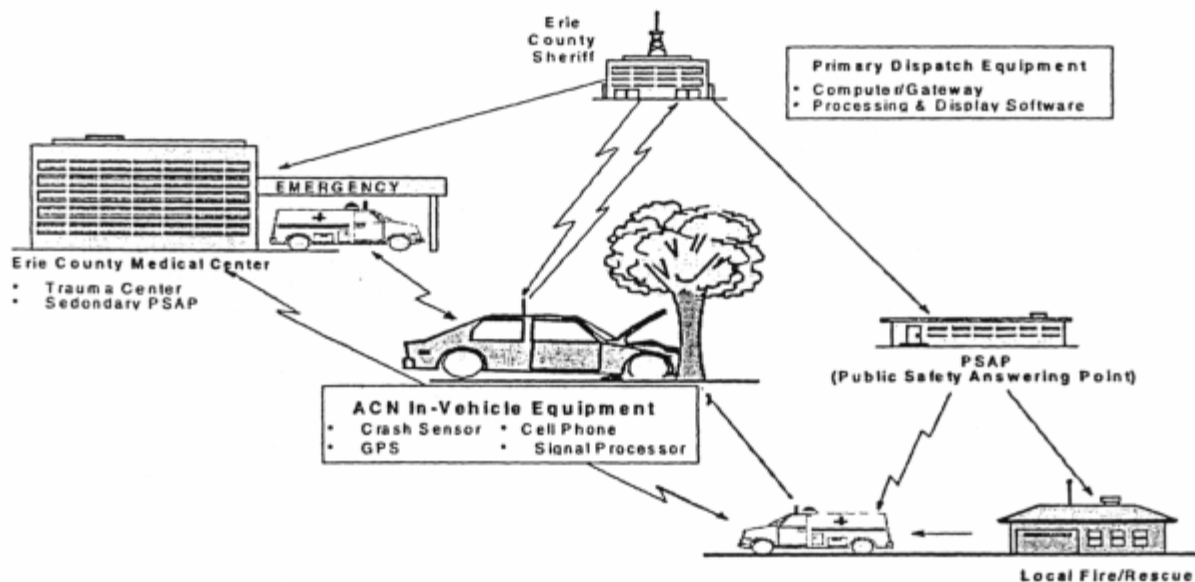 Erie
County
Sheriff
Primary Dispatch Equipment
• Computer/Gateway
• Processing & Display Software
EMERGENCY
Erie County Medical Center
• Trauma Center
• Sedondary PSAP
ACN In-Vehicle Equipment
• Crash Sensor • Cell Phone
• GPS • Signal Processor
PSAP
(Public Safety Answering Point)
Local Fire/Rescue